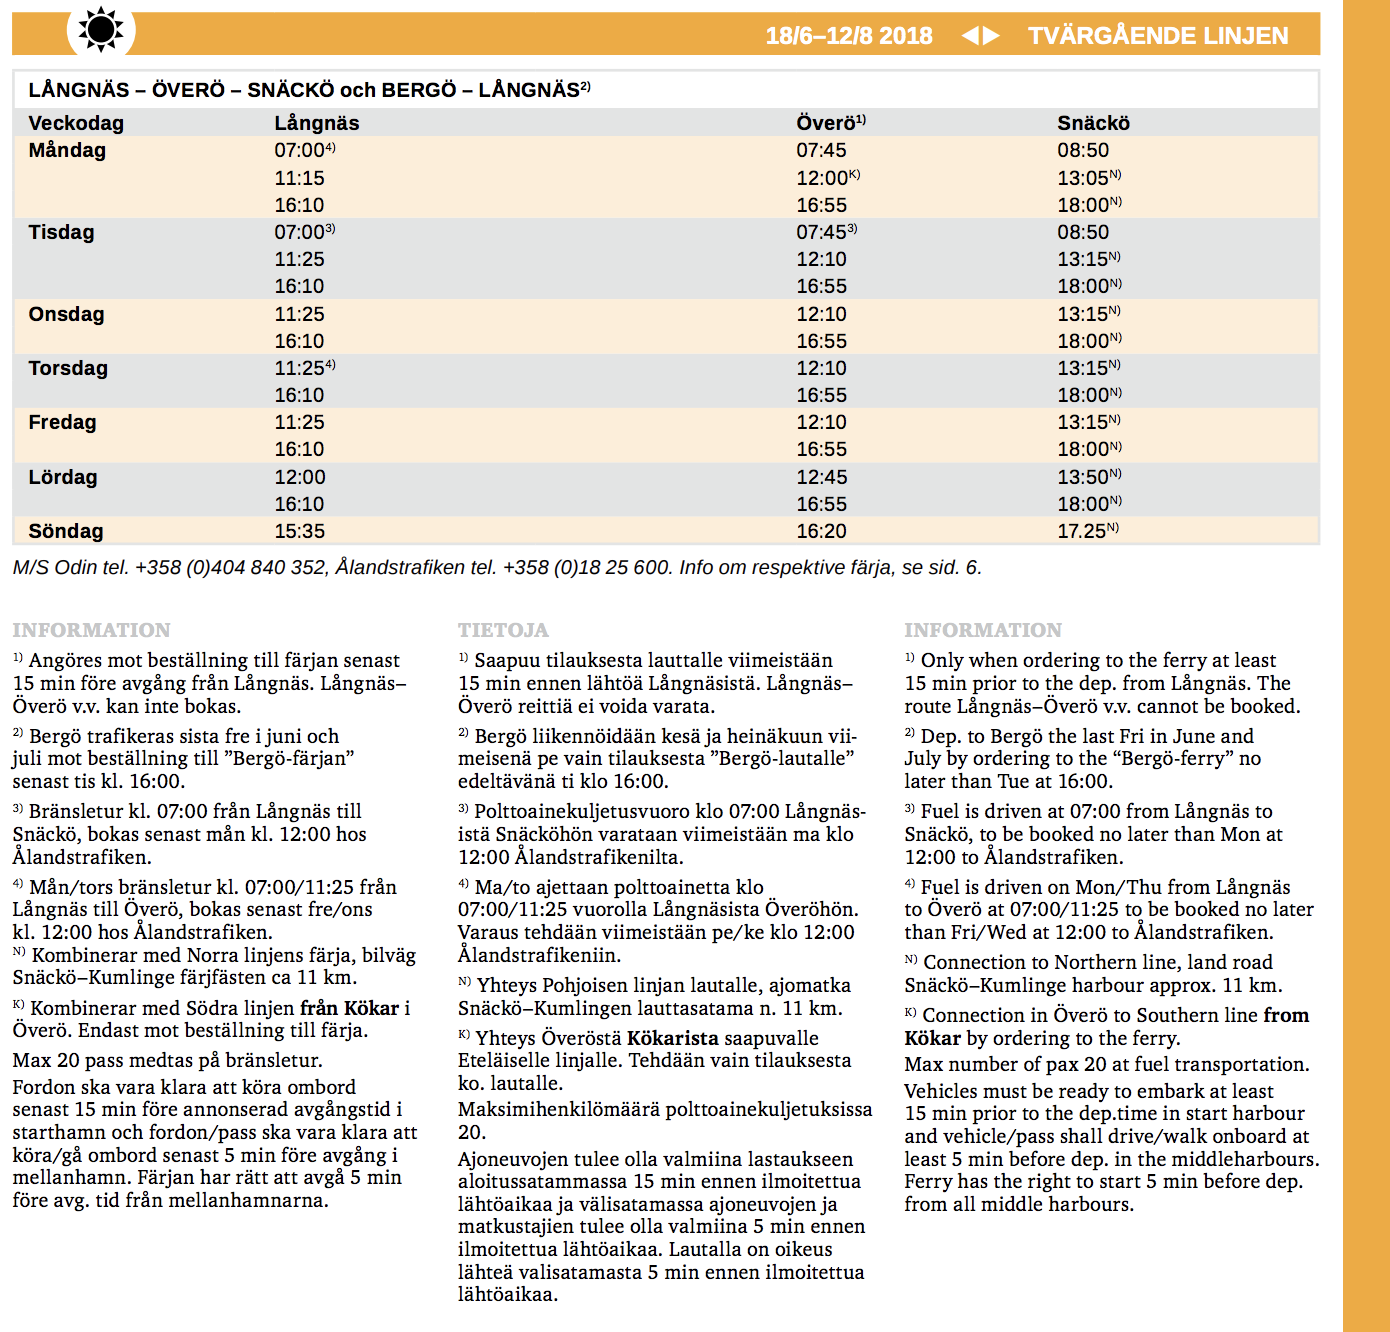 18/6–12/8 2018 ◀▶ TVÄRGÅENDE LINJEN
LÅNGNÄS – ÖVERÖ – SNÄCKÖ och BERGÖ – LÅNGNÄS2)
Veckodag Långnäs Överö1) Snäckö
Måndag 07:004) 07:45 08:50
11:15 12:00K) 13:05N)
16:10 16:55 18:00N)
Tisdag 07:003) 07:453) 08:50
11:25 12:10 13:15N)
16:10 16:55 18:00N)
Onsdag 11:25 12:10 13:15N)
16:10 16:55 18:00N)
Torsdag 11:254) 12:10 13:15N)
16:10 16:55 18:00N)
Fredag 11:25 12:10 13:15N)
16:10 16:55 18:00N)
Lördag 12:00 12:45 13:50N)
16:10 16:55 18:00N)
Söndag 15:35 16:20 17.25N)
M/S Odin tel. +358 (0)404 840 352, Ålandstrafiken tel. +358 (0)18 25 600. Info om respektive färja, se sid. 6.
INFORMATION
1) Angöres mot beställning till färjan senast
15 min före avgång från Långnäs. Långnäs–
Överö v.v. kan inte bokas.
2) Bergö trafikeras sista fre i juni och
juli mot beställning till ”Bergö-färjan”
senast tis kl. 16:00.
3) Bränsletur kl. 07:00 från Långnäs till
Snäckö, bokas senast mån kl. 12:00 hos
Ålandstrafiken.
4) Mån/tors bränsletur kl. 07:00/11:25 från
Långnäs till Överö, bokas senast fre/ons
kl. 12:00 hos Ålandstrafiken.
N) Kombinerar med Norra linjens färja, bilväg
Snäckö–Kumlinge färjfästen ca 11 km.
K) Kombinerar med Södra linjen från Kökar i
Överö. Endast mot beställning till färja.
Max 20 pass medtas på bränsletur.
Fordon ska vara klara att köra ombord
senast 15 min före annonserad avgångstid i
starthamn och fordon/pass ska vara klara att
köra/gå ombord senast 5 min före avgång i
mellanhamn. Färjan har rätt att avgå 5 min
före avg. tid från mellanhamnarna.
TIETOJA
1) Saapuu tilauksesta lauttalle viimeistään
15 min ennen lähtöä Långnäsistä. Långnäs–
Överö reittiä ei voida varata.
2) Bergö liikennöidään kesä ja heinäkuun vii-
meisenä pe vain tilauksesta ”Bergö-lautalle”
edeltävänä ti klo 16:00.
3) Polttoainekuljetusvuoro klo 07:00 Långnäs-
istä Snäcköhön varataan viimeistään ma klo
12:00 Ålandstrafikenilta.
4) Ma/to ajettaan polttoainetta klo
07:00/11:25 vuorolla Långnäsista Överöhön.
Varaus tehdään viimeistään pe/ke klo 12:00
Ålandstrafikeniin.
N) Yhteys Pohjoisen linjan lautalle, ajomatka
Snäckö–Kumlingen lauttasatama n. 11 km.
K) Yhteys Överöstä Kökarista saapuvalle
Eteläiselle linjalle. Tehdään vain tilauksesta
ko. lautalle.
Maksimihenkilömäärä polttoainekuljetuksissa
20.
Ajoneuvojen tulee olla valmiina lastaukseen
aloitussatammassa 15 min ennen ilmoitettua
lähtöaikaa ja välisatamassa ajoneuvojen ja
matkustajien tulee olla valmiina 5 min ennen
ilmoitettua lähtöaikaa. Lautalla on oikeus
lähteä valisatamasta 5 min ennen ilmoitettua
lähtöaikaa.
INFORMATION
1) Only when ordering to the ferry at least
15 min prior to the dep. from Långnäs. The
route Långnäs–Överö v.v. cannot be booked.
2) Dep. to Bergö the last Fri in June and
July by ordering to the “Bergö-ferry” no
later than Tue at 16:00.
3) Fuel is driven at 07:00 from Långnäs to
Snäckö, to be booked no later than Mon at
12:00 to Ålandstrafiken.
4) Fuel is driven on Mon/Thu from Långnäs
to Överö at 07:00/11:25 to be booked no later
than Fri/Wed at 12:00 to Ålandstrafiken.
N) Connection to Northern line, land road
Snäckö–Kumlinge harbour approx. 11 km.
K) Connection in Överö to Southern line from
Kökar by ordering to the ferry.
Max number of pax 20 at fuel transportation.
Vehicles must be ready to embark at least
15 min prior to the dep.time in start harbour
and vehicle/pass shall drive/walk onboard at
least 5 min before dep. in the middleharbours.
Ferry has the right to start 5 min before dep.
from all middle harbours.